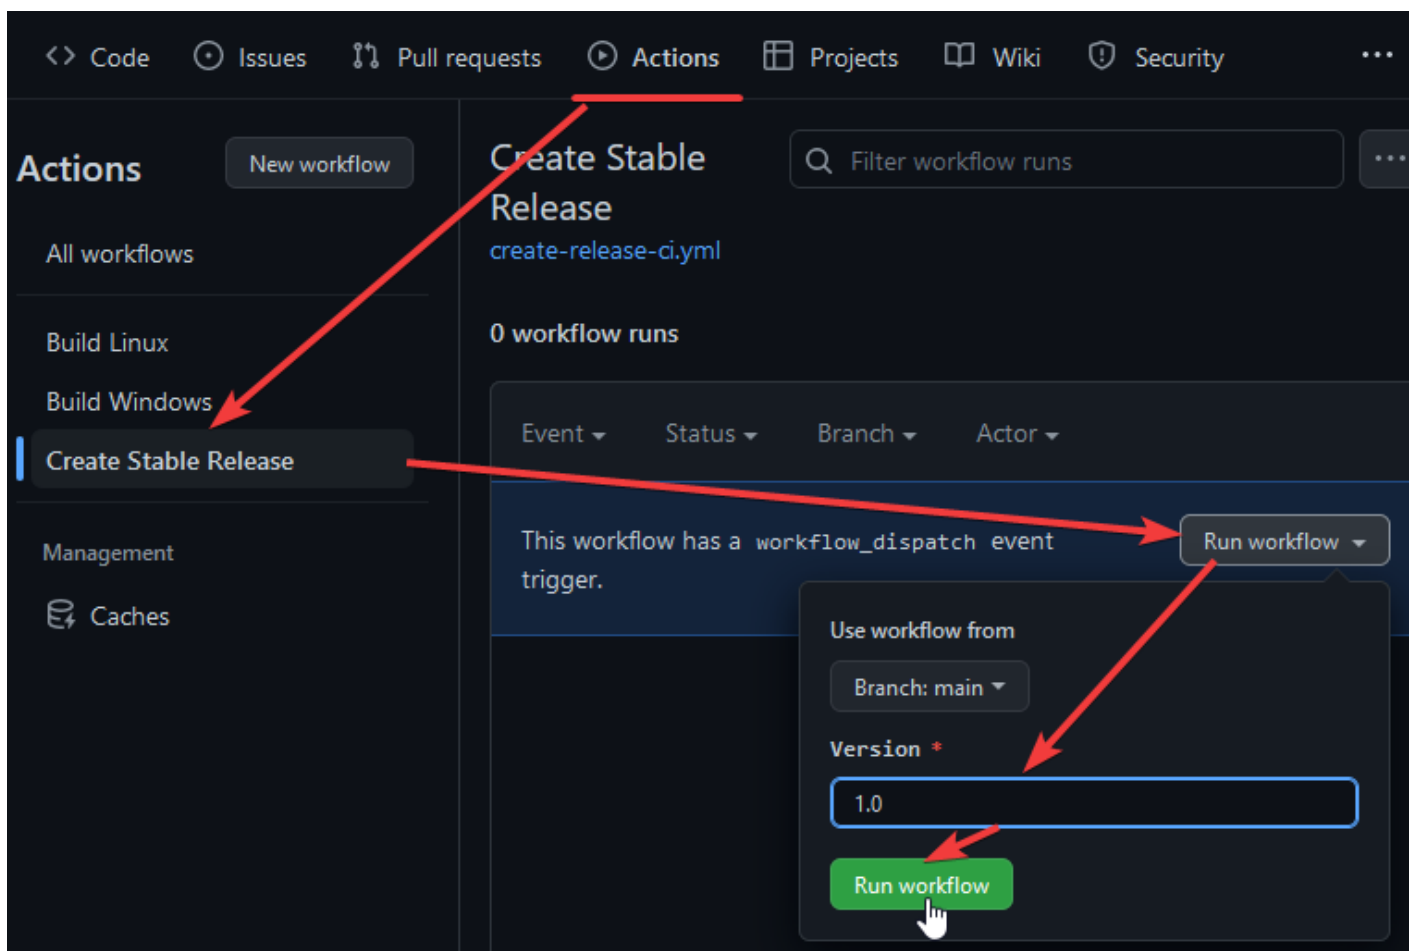 Code Issues Pull requests Actions Projects Wiki Security
Actions
New workflow
All workflows
Build Linux
Build Windows
Create Stable Release
Management
Caches
Create Stable
Release
create-release-ci.yml
Filter workflow runs
0 workflow runs
Event Status Branch Actor
This workflow has a workflow_dispatch event
trigger.
Run workflow
Use workflow from
Branch: main
Version *
1.0
Run workflow